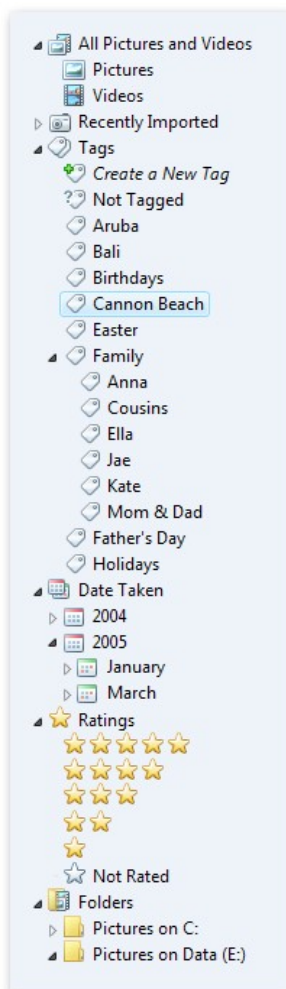 All Pictures and Videos
Pictures
Videos
Recently Imported
Tags
Create a New Tag
Not Tagged
Aruba
Bali
Birthdays
Cannon Beach
Easter
Family
Anna
Cousins
Ella
Jae
Kate
Mom & Dad
Father's Day
Holidays
Date Taken
2004
2005
January
March
Ratings
Not Rated
Folders
Pictures on C:
Pictures on Data (E:)